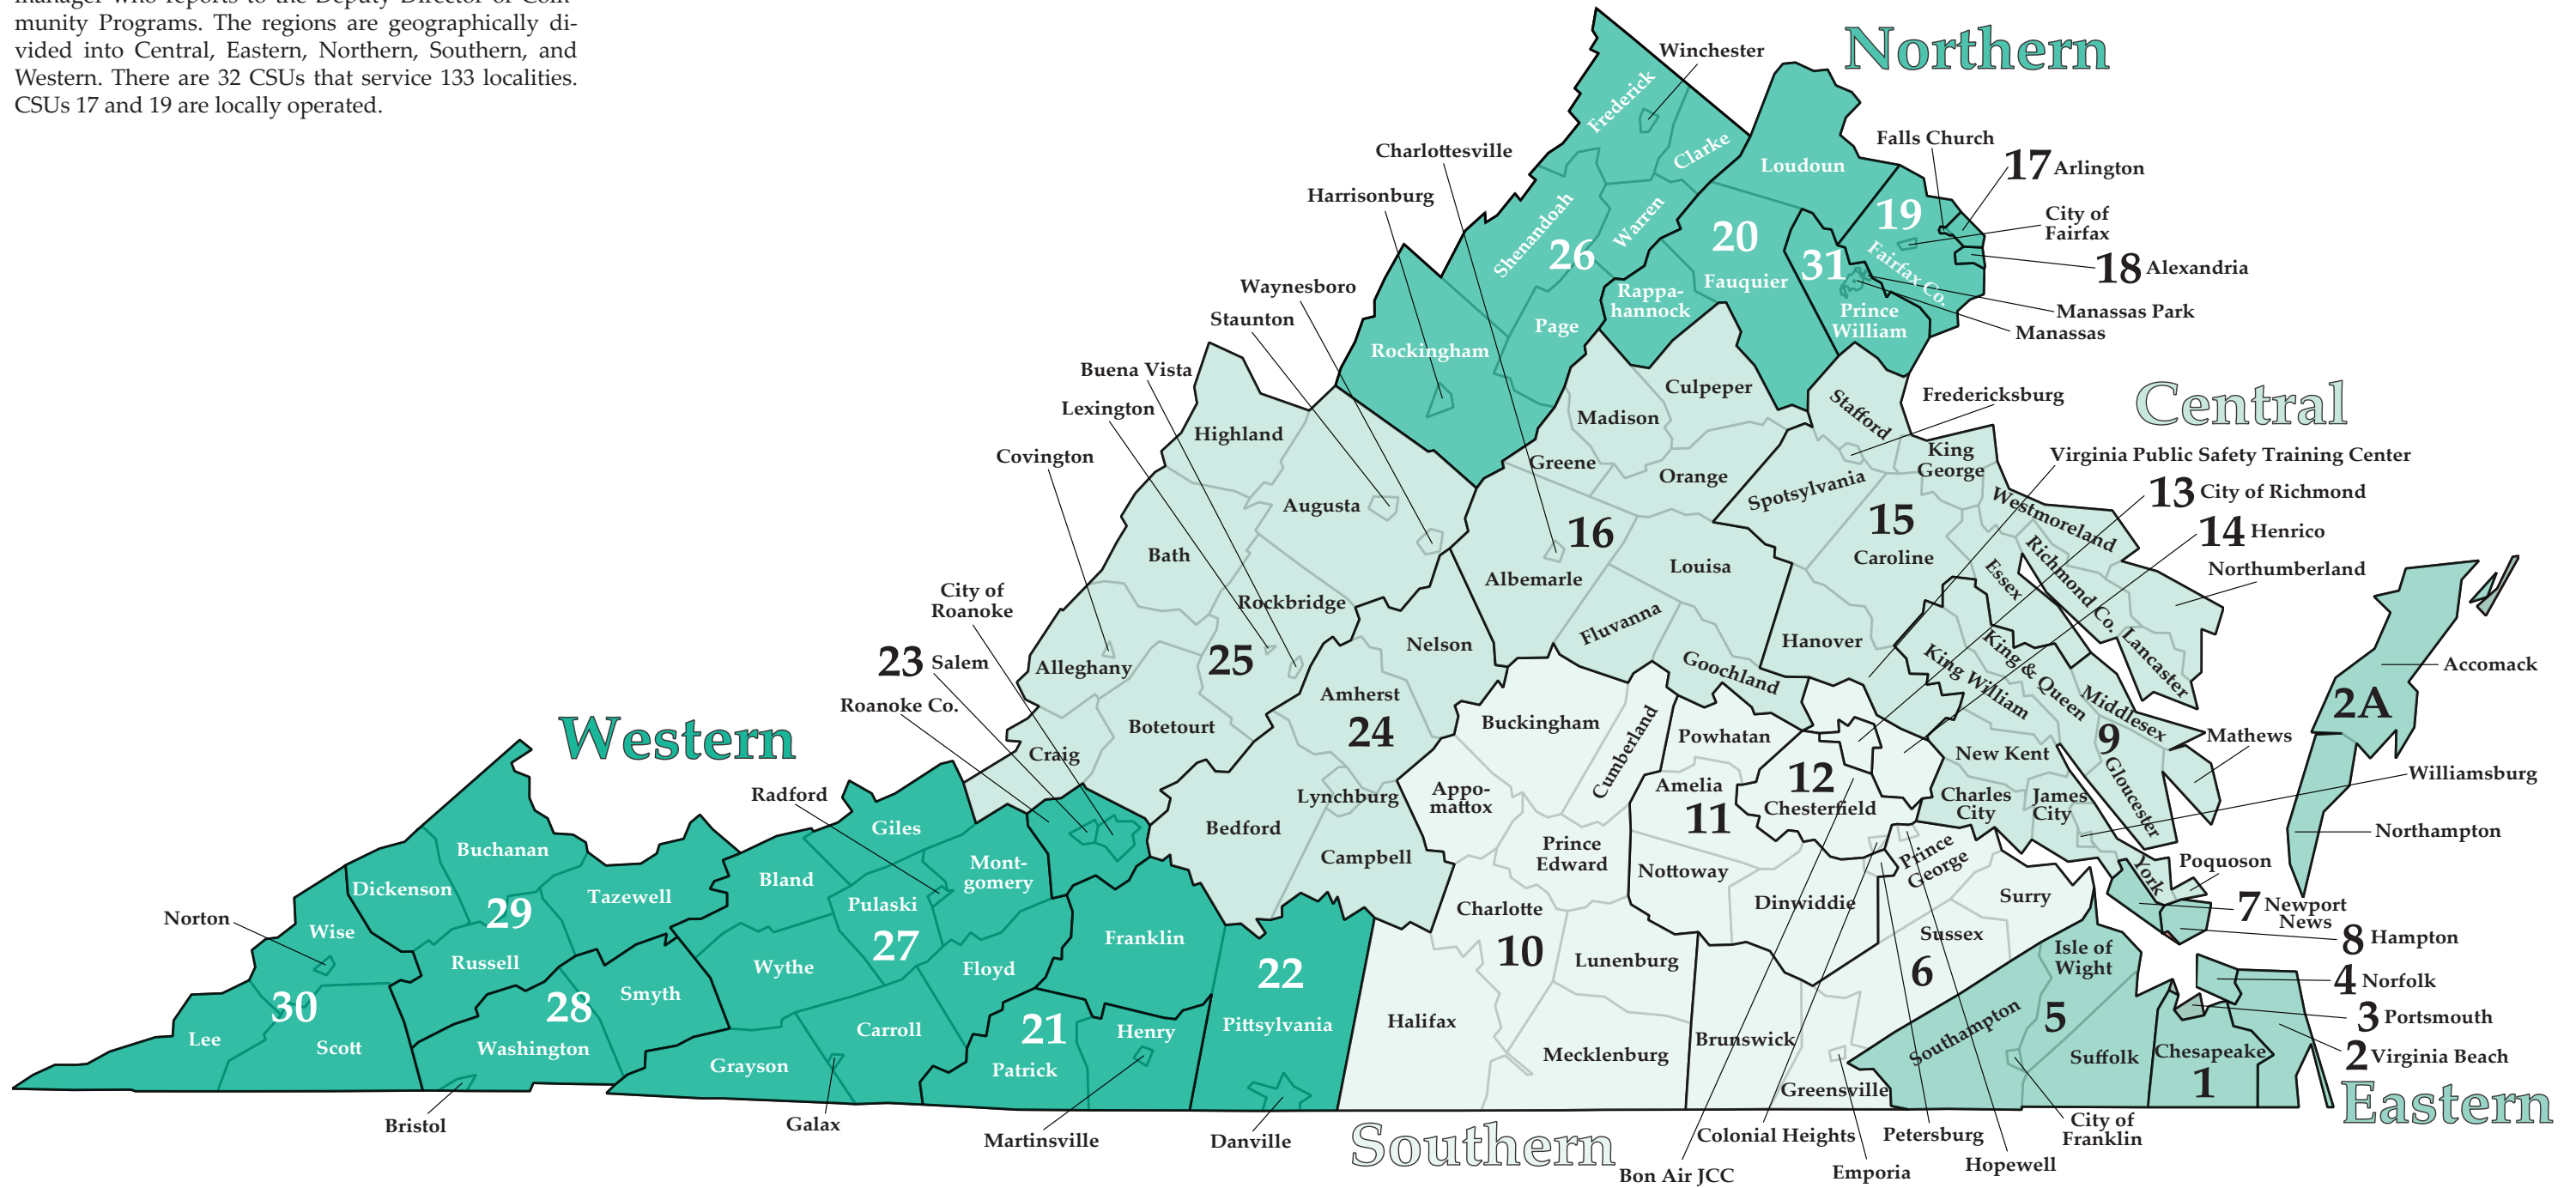 manager who reports to the Deputy Director of Com-
munity Programs. The regions are geographically di-
vided into Central, Eastern, Northern, Southern, and
Western. There are 32 CSUs that service 133 localities.
CSUs 17 and 19 are locally operated.
Northern
Winchester
Frederick
Clarke
Loudoun
Falls Church
17 Arlington
19
City of
Fairfax
Fairfax Co.
18 Alexandria
Manassas Park
Manassas
Charlottesville
Harrisonburg
Shenandoah
Warren
26
20
Fauquier
31
Prince
William
Rappa-
hannock
Page
Rockingham
Waynesboro
Staunton
Buena Vista
Lexington
Covington
Central
Culpeper
Madison
Stafford
Fredericksburg
Highland
Greene
Orange
King
George
Virginia Public Safety Training Center
13 City of Richmond
14 Henrico
Northumberland
Augusta
16
Spotsylvania
15
Caroline
Westmoreland
Richmond Co.
Essex
Lancaster
Bath
Albemarle
Louisa
Rockbridge
Fluvanna
Hanover
Nelson
Goochland
King William
King & Queen
Middlesex
Accomack
2A
City of
Roanoke
23 Salem
Roanoke Co.
Alleghany
25
Amherst
24
Botetourt
Craig
Buckingham
Cumberland
Powhatan
New Kent
9
Mathews
Williamsburg
Gloucester
Northampton
Western
Radford
Giles
Lynchburg
Bedford
Campbell
Appo-
mattox
Amelia
11
12
Chesterfield
Charles
City
James
City
Prince
Edward
Nottoway
Prince
George
York
Poquoson
7 Newport
News
8 Hampton
Buchanan
Dickenson
Tazewell
Bland
Mont-
gomery
Pulaski
Norton
Wise
29
Russell
27
Wythe
Floyd
Franklin
22
Charlotte
10
Lunenburg
Dinwiddie
Surry
Sussex
6
Isle of
Wight
4 Norfolk
3 Portsmouth
2 Virginia Beach
30
Lee
Scott
28
Washington
Smyth
Grayson
Carroll
21
Patrick
Henry
Pittsylvania
Halifax
Mecklenburg
Brunswick
Greensville
Southampton
5
Suffolk
Chesapeake
1
Eastern
Bristol
Galax
Martinsville
Danville
Southern
Bon Air JCC
Colonial Heights
Emporia
Petersburg
Hopewell
City of
Franklin